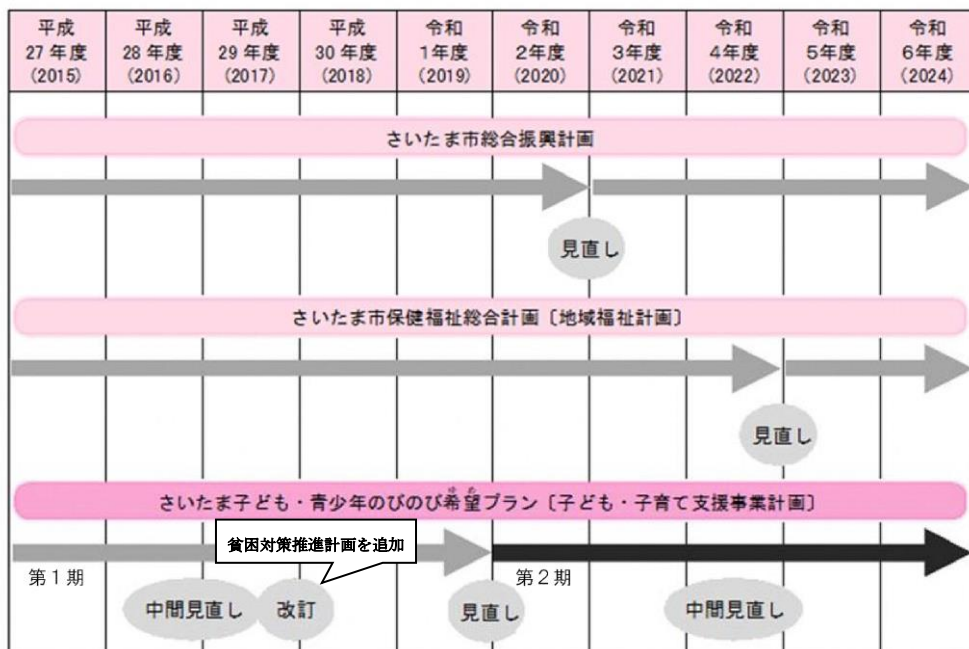 平成 平成 平成 平成 令和 令和 令和 令和 令和 令和
27年度 28年度 29年度 30年度 1年度 2年度 3年度 4年度 5年度 6年度
(2015) (2016) (2017) (2018) (2019) (2020) (2021) (2022) (2023) (2024)
さいたま市総合振興計画
見直し
さいたま市保健福祉総合計画〔地域福祉計画〕
見直し
ゆめ
さいたま子ども・青少年のびのび希望プラン〔子ども・子育て支援事業計画〕
貧困対策推進計画を追加
第1期 第2期
中間見直し 改訂 見直し 中間見直し